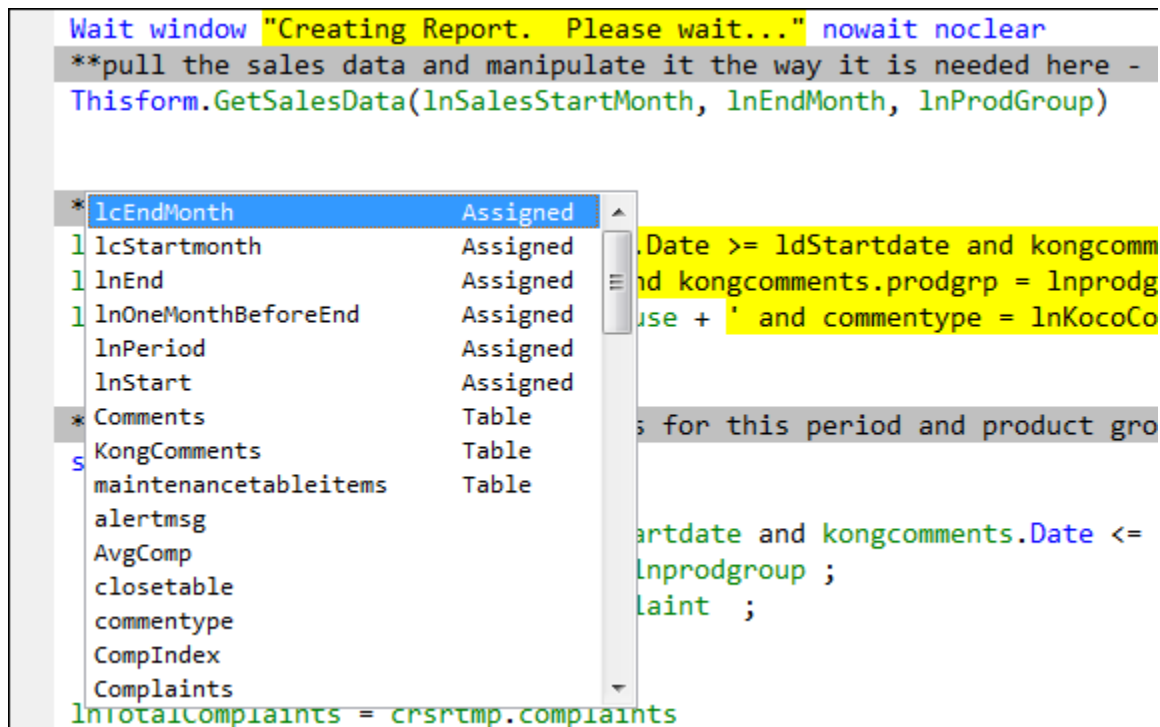 Wait window "Creating Report.  Please wait..." nowait noclear
**pull the sales data and manipulate it the way it is needed here -
Thisform.GetSalesData(lnSalesStartMonth, lnEndMonth, lnProdGroup)
*
lcEndMonth Assigned
lcStartmonth Assigned .Date >= ldStartdate and kongcomm
lnEnd Assigned nd kongcomments.prodgrp = lnprodg
lnOneMonthBeforeEnd Assigned use + ' and commentype = lnKocoCo
lnPeriod Assigned
lnStart Assigned
* Comments Table s for this period and product gro
KongComments Table
maintenancetableitems Table
alertmsg
artdate and kongcomments.Date <=
AvgComp
lnprodgroup ;
closetable
laint  ;
commentype
CompIndex
Complaints
lnTotalComplaints = crsrtmp.complaints